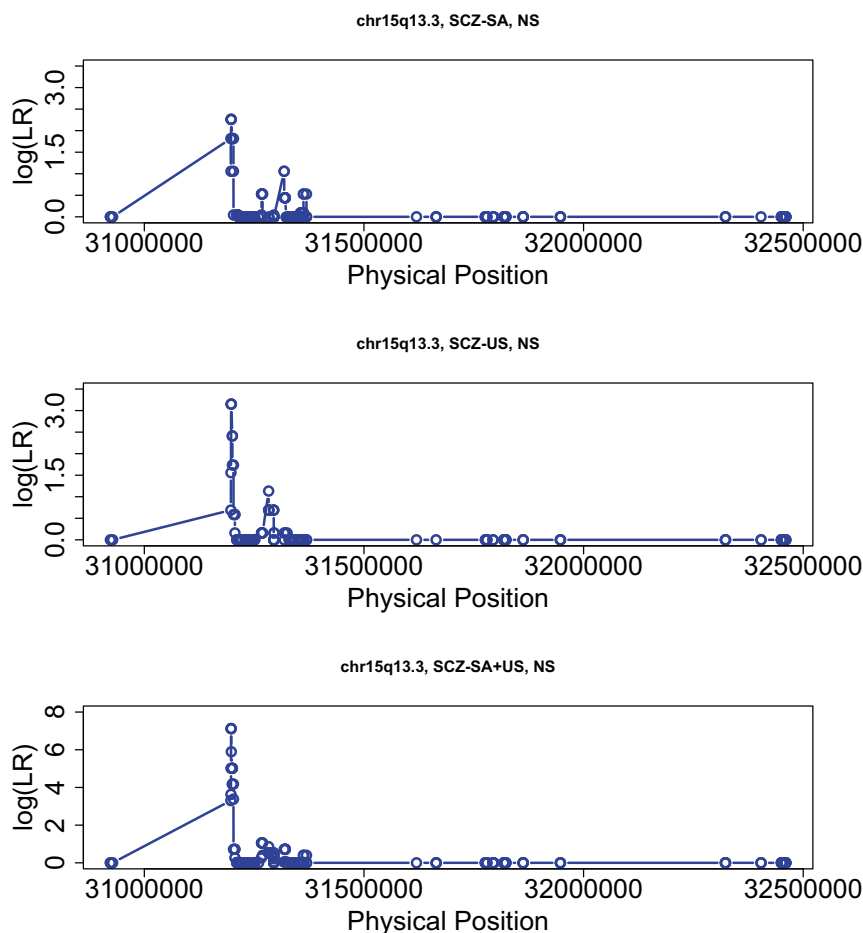 chr15q13.3, SCZ-SA, NS
log(LR)
3.0
1.5
0.0
31000000 31500000 32000000 32500000
Physical Position
chr15q13.3, SCZ-US, NS
log(LR)
3.0
1.5
0.0
31000000 31500000 32000000 32500000
Physical Position
chr15q13.3, SCZ-SA+US, NS
log(LR)
8
6
4
2
0
31000000 31500000 32000000 32500000
Physical Position